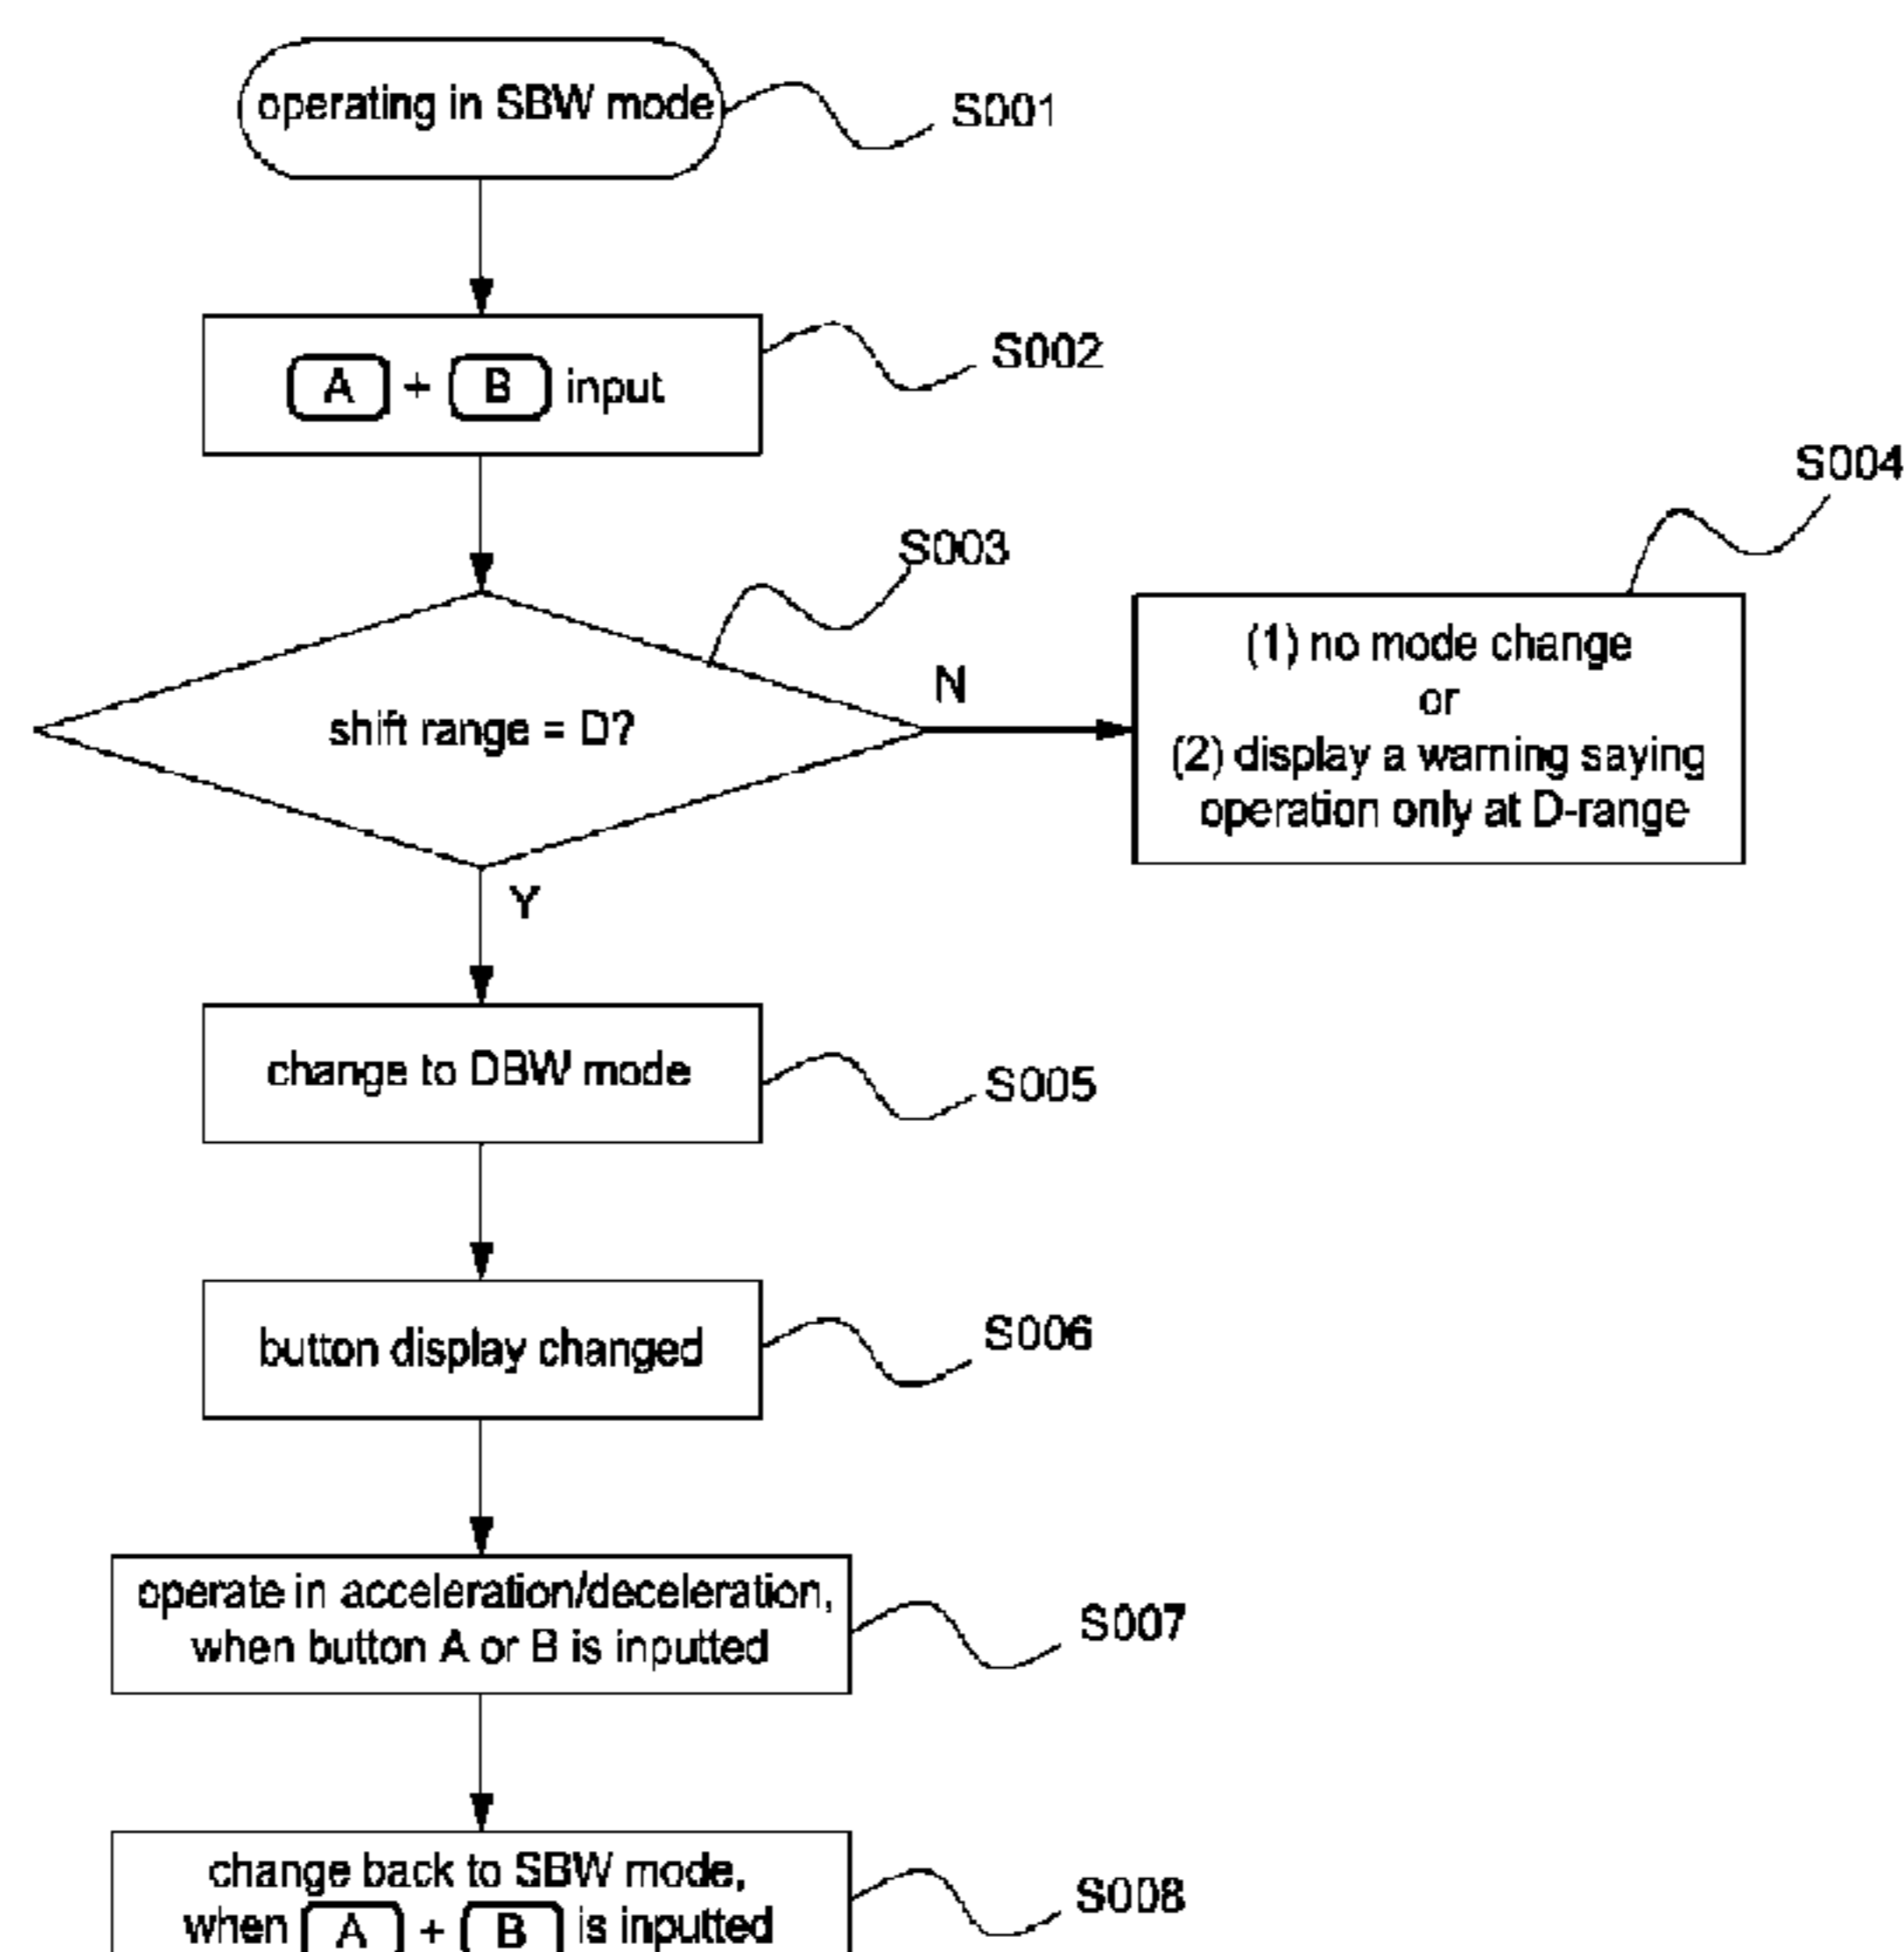 operating in SBW mode
S001
A + B input
S002
S003
S004
shift range = D?
N
(1) no mode change
or
(2) display a warning saying
operation only at D-range
Y
change to DBW mode
S005
button display changed
S006
operate in acceleration/deceleration,
when button A or B is inputted
S007
change back to SBW mode,
when A + B is inputted
S008